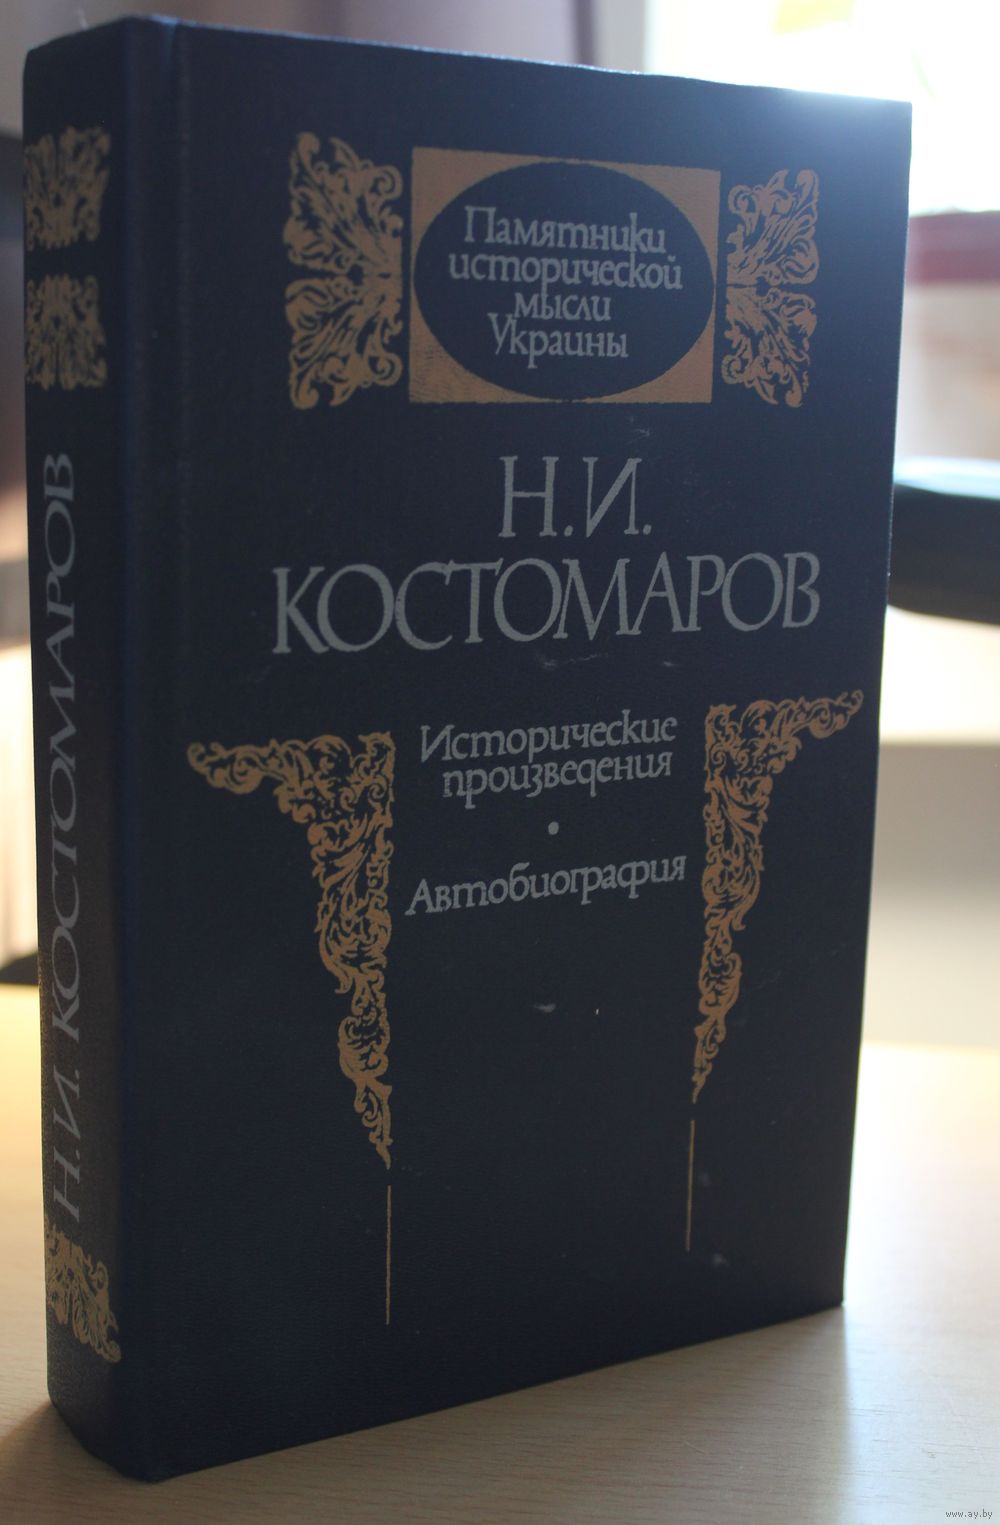 Памятники
исторической
мысли
Украины
Н.И.
КОСТОМАРОВ
Исторические
произведения
•
Автобиография
Н.И. КОСТОМАРОВ
www.ay.by